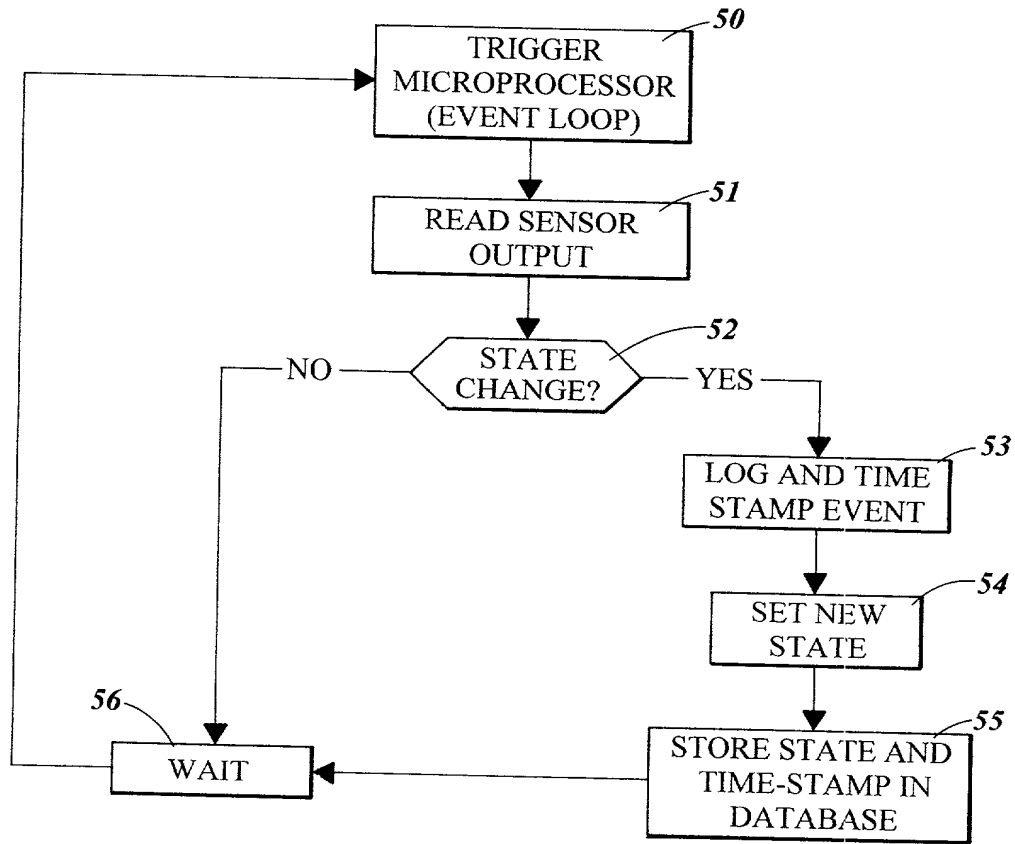 50
TRIGGER
MICROPROCESSOR
(EVENT LOOP)
51
READ SENSOR
OUTPUT
52
STATE
CHANGE?
NO
YES
53
LOG AND TIME
STAMP EVENT
54
SET NEW
STATE
55
STORE STATE AND
TIME-STAMP IN
DATABASE
56
WAIT